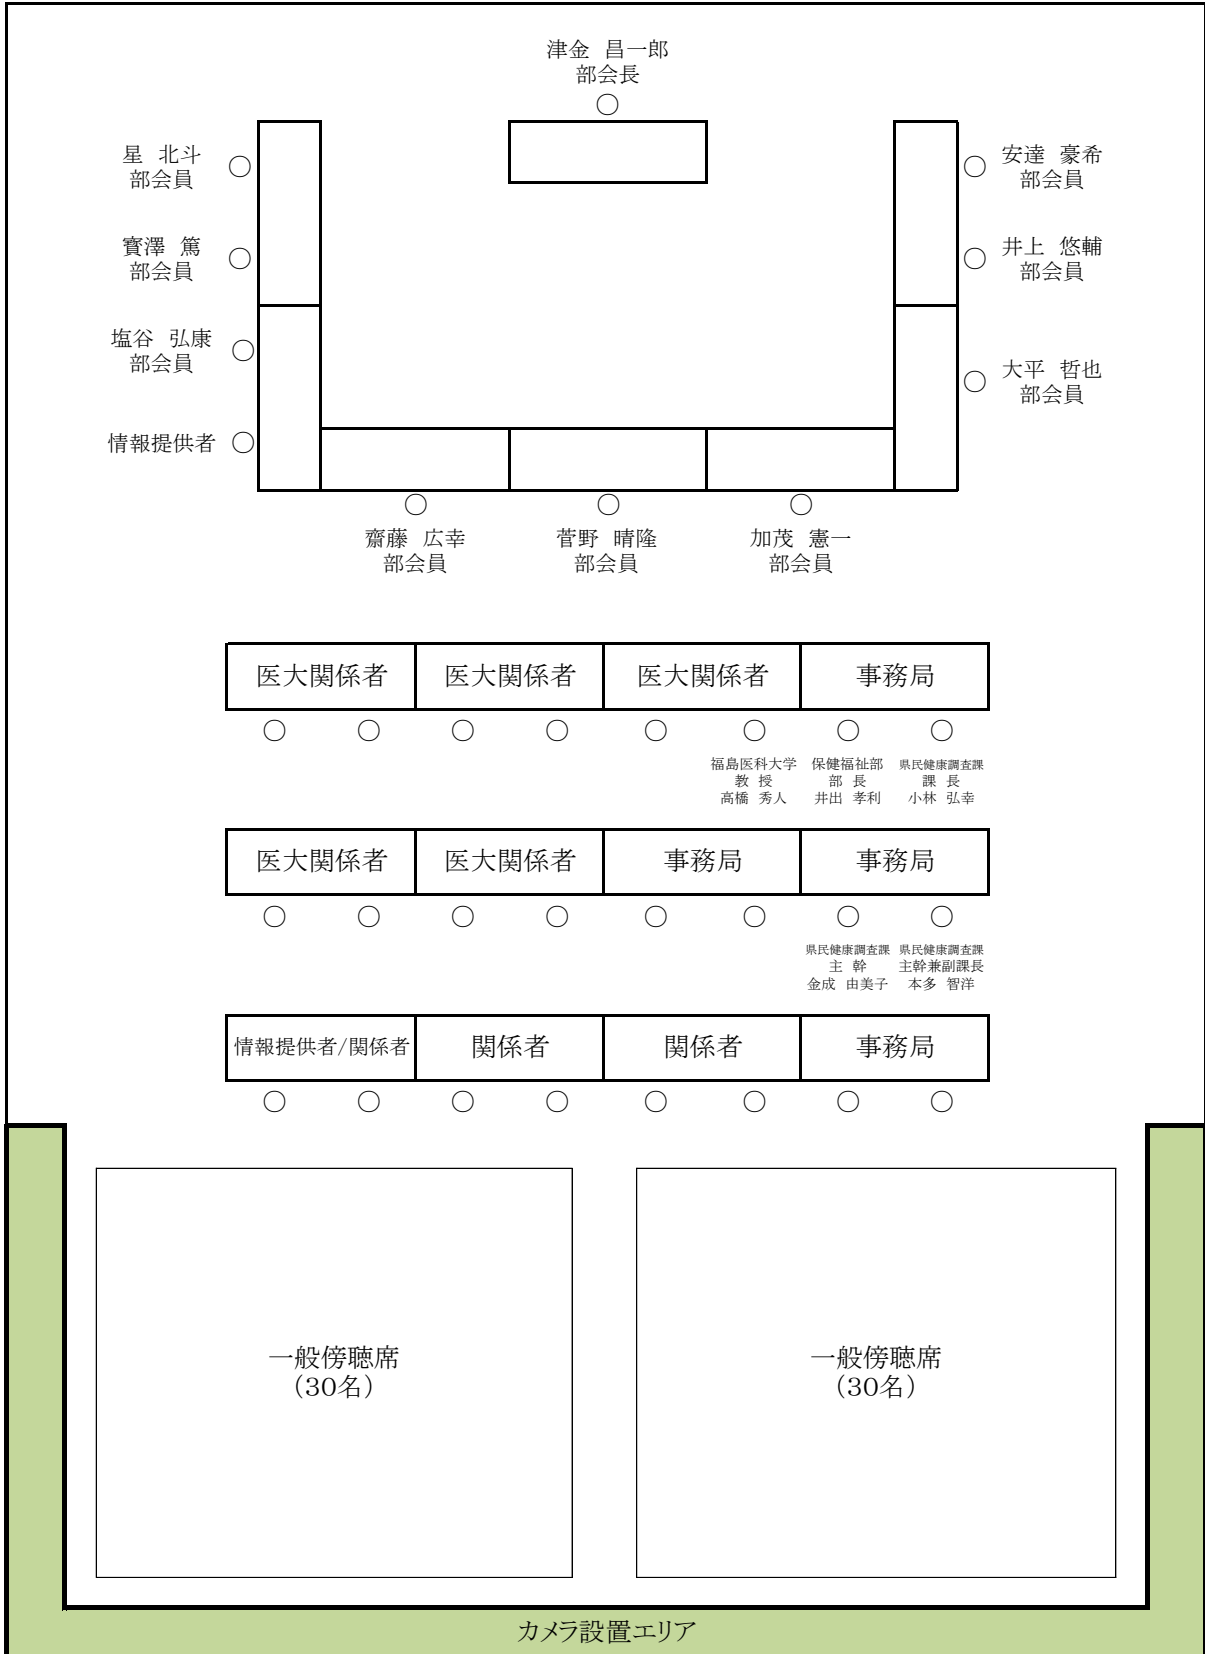 津金 昌一郎
部会長
星 北斗
部会員
寳澤 篤
部会員
塩谷 弘康
部会員
情報提供者
安達 豪希
部会員
井上 悠輔
部会員
大平 哲也
部会員
齋藤 広幸
部会員
菅野 晴隆
部会員
加茂 憲一
部会員
医大関係者 医大関係者 医大関係者 事務局
福島医科大学
教 授
高橋 秀人
保健福祉部
部 長
井出 孝利
県民健康調査課
課 長
小林 弘幸
医大関係者 医大関係者 事務局 事務局
県民健康調査課
主 幹
金成 由美子
県民健康調査課
主幹兼副課長
本多 智洋
情報提供者/関係者 関係者 関係者 事務局
一般傍聴席
(30名)
一般傍聴席
(30名)
カメラ設置エリア